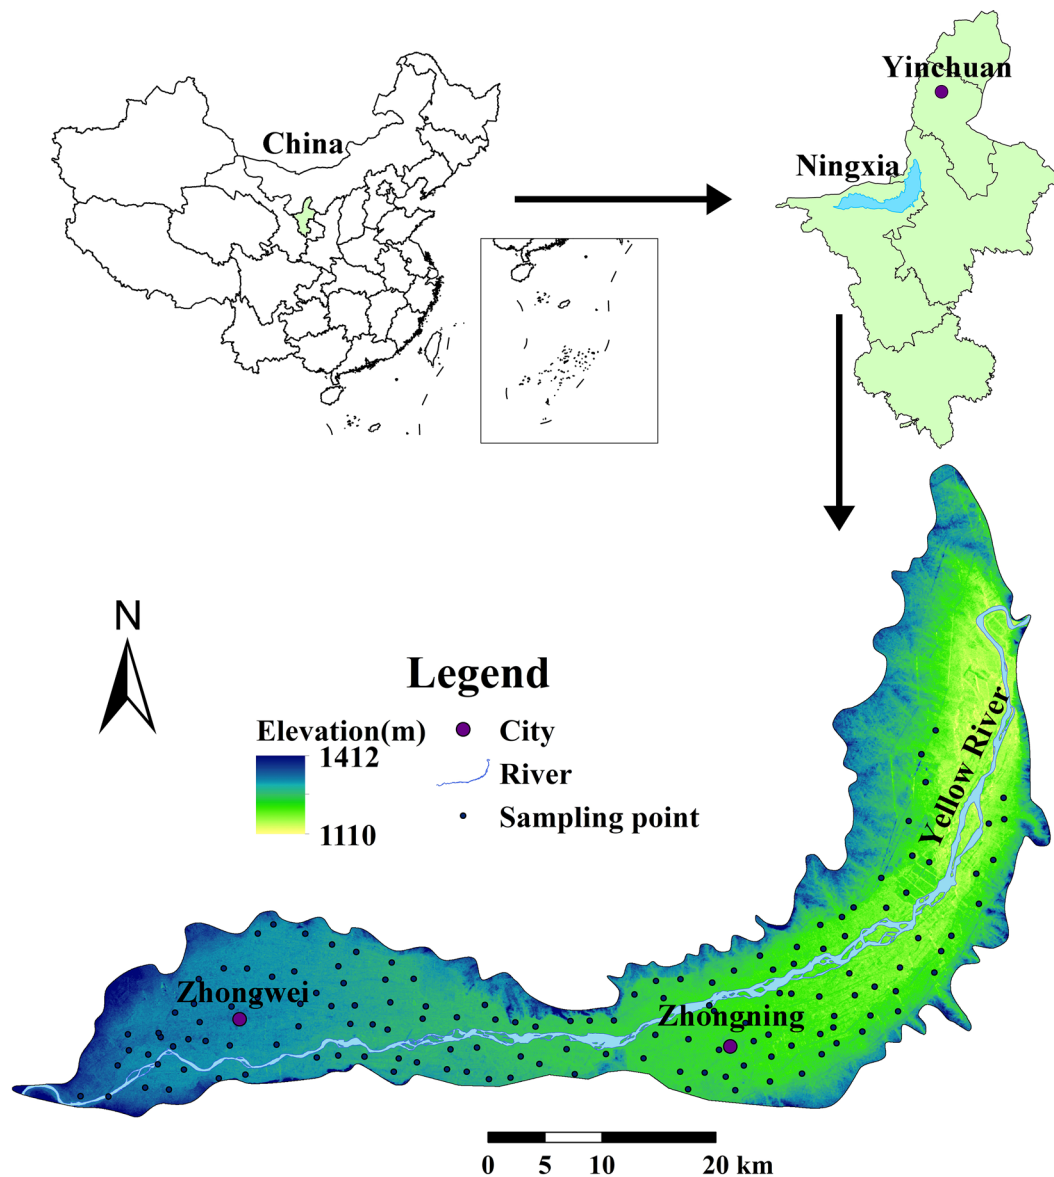 Yinchuan
China
Ningxia
N
Legend
Elevation(m)
1412
1110
City
River
Sampling point
Yellow River
Zhongwei
Zhongning
0 5 10 20 km